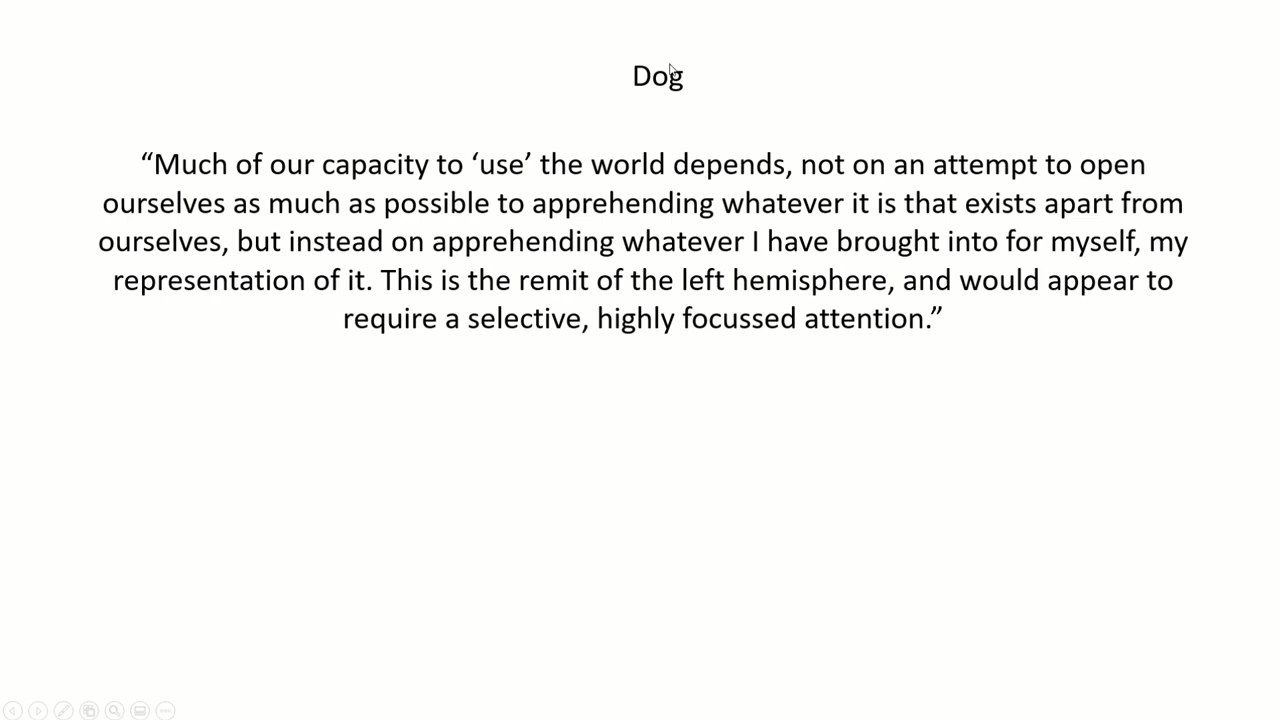 Dog
“Much of our capacity to ‘use’ the world depends, not on an attempt to open
ourselves as much as possible to apprehending whatever it is that exists apart from
ourselves, but instead on apprehending whatever I have brought into for myself, my
representation of it. This is the remit of the left hemisphere, and would appear to
require a selective, highly focussed attention.”